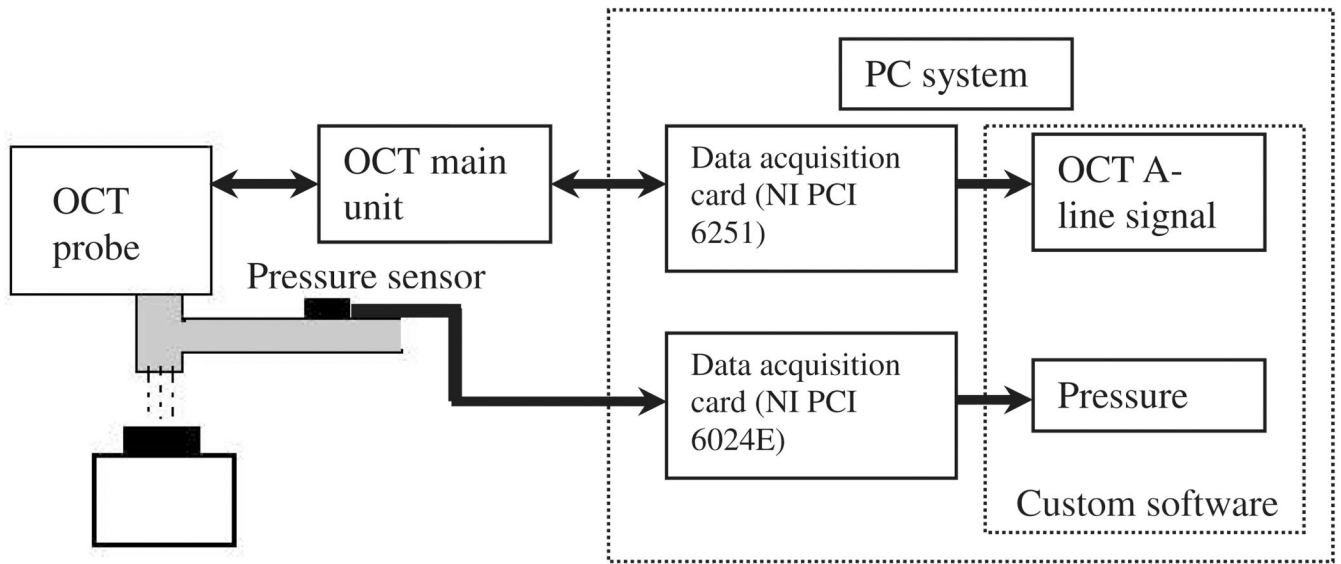 PC system
OCT
probe
OCT main
unit
Data acquisition
card (NI PCI
6251)
OCT A-
line signal
Pressure sensor
Data acquisition
card (NI PCI
6024E)
Pressure
Custom software